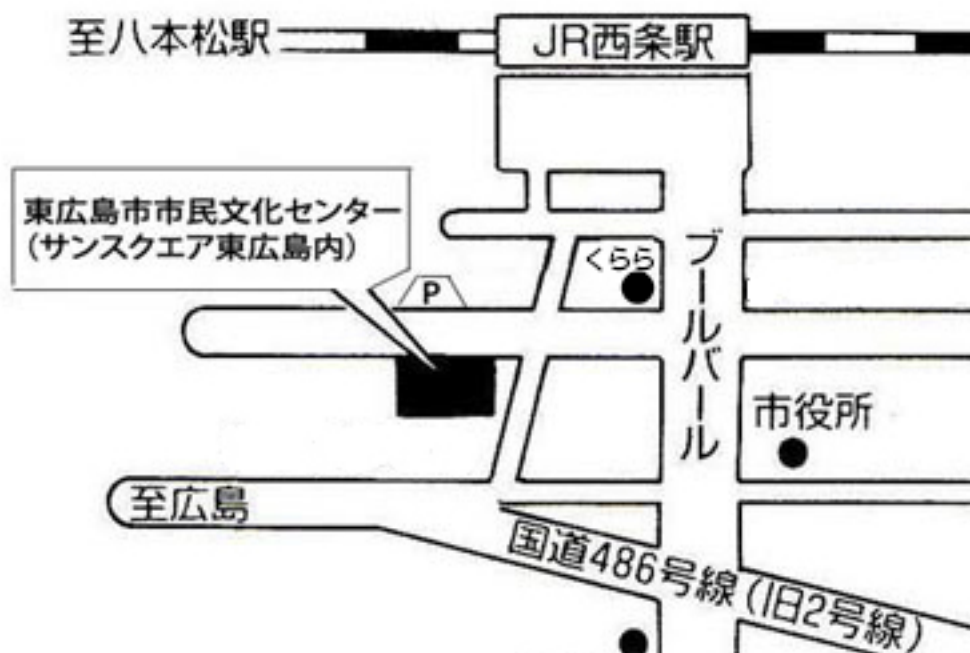 至八本松駅
JR西条駅
東広島市市民文化センター
(サンスクエア東広島内)
P
くらら
ブールバール
市役所
至広島
国道486号線(旧2号線)